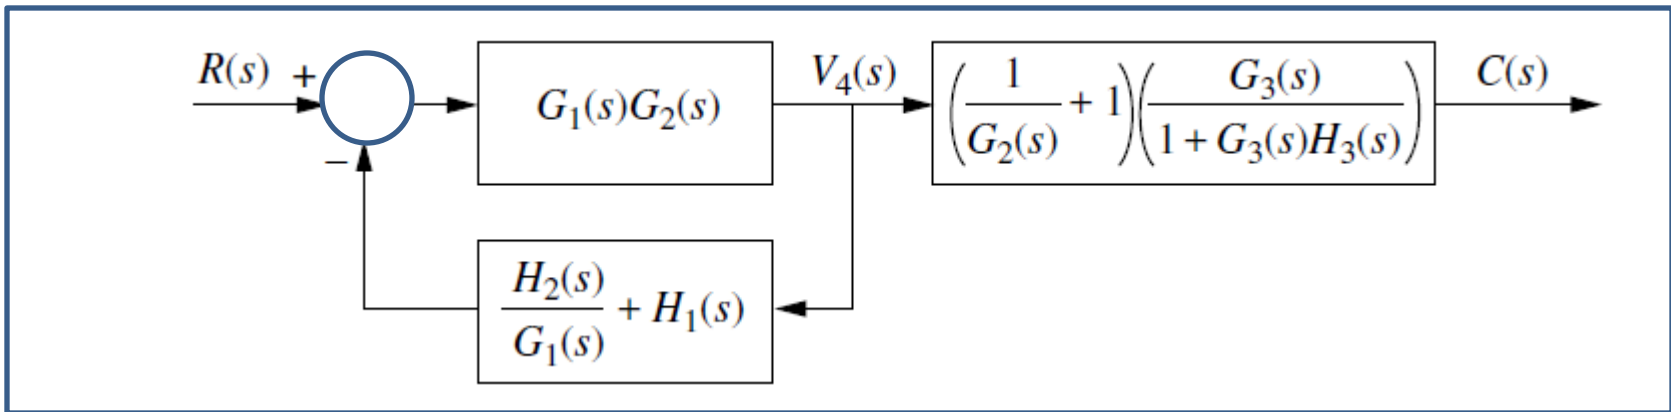 R(s) +
−
G₁(s)G₂(s)
V₄(s)
(1/G₂(s) + 1)(G₃(s)/(1 + G₃(s)H₃(s)))
C(s)
H₂(s)/G₁(s) + H₁(s)